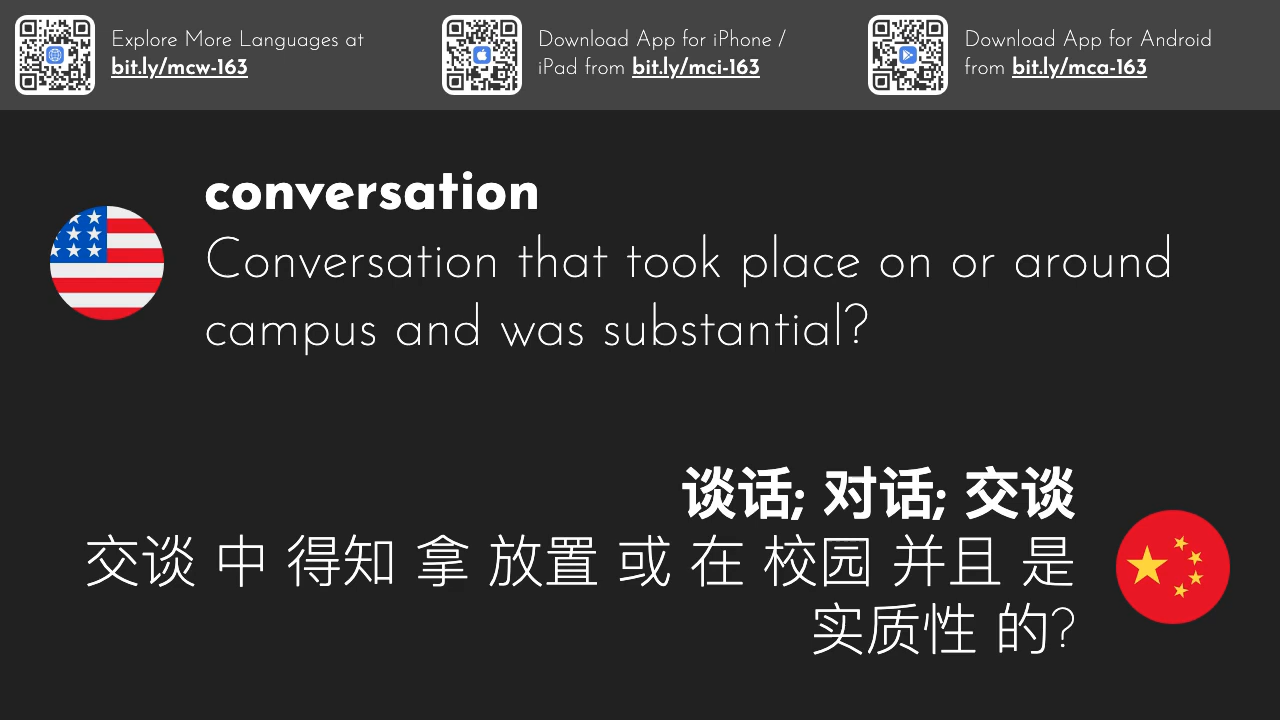 Explore More Languages at
bit.ly/mcw-163
Download App for iPhone /
iPad from bit.ly/mci-163
Download App for Android
from bit.ly/mca-163
conversation
Conversation that took place on or around
campus and was substantial?
谈话; 对话; 交谈
交谈 中 得知 拿 放置 或 在 校园 并且 是
实质性 的?